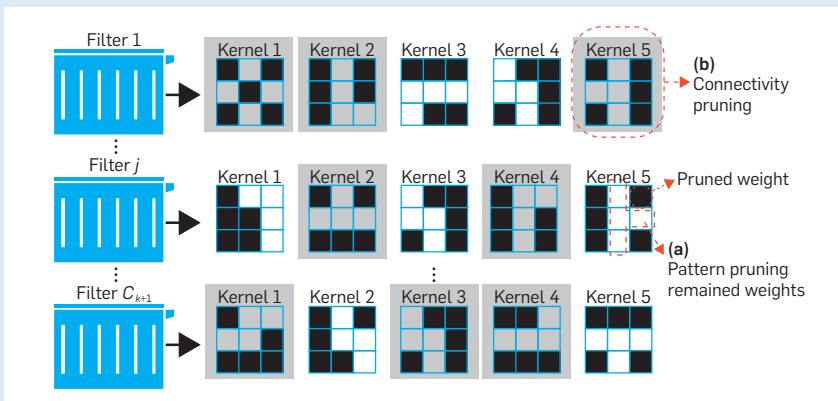 Filter 1
Kernel 1 Kernel 2 Kernel 3 Kernel 4 Kernel 5
(b)
Connectivity
pruning
Filter j
Kernel 1 Kernel 2 Kernel 3 Kernel 4 Kernel 5
Pruned weight
(a)
Pattern pruning
remained weights
Filter Ck+1
Kernel 1 Kernel 2 Kernel 3 Kernel 4 Kernel 5